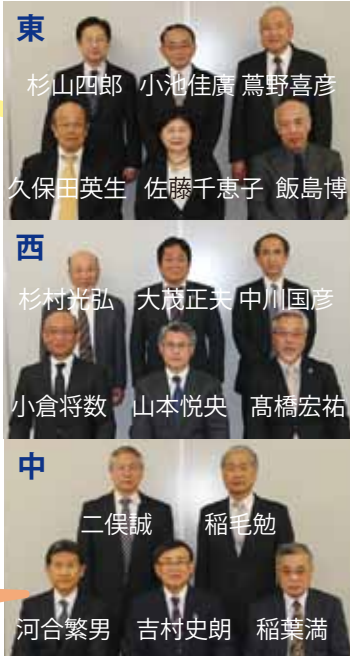 東
杉山四郎 小池佳廣 蔦野喜彦
久保田英生 佐藤千恵子 飯島博
西
杉村光弘 大茂正夫 中川国彦
小倉将数 山本悦央 髙橋宏祐
中
二俣誠 稲毛勉
河合繁男 吉村史朗 稲葉満